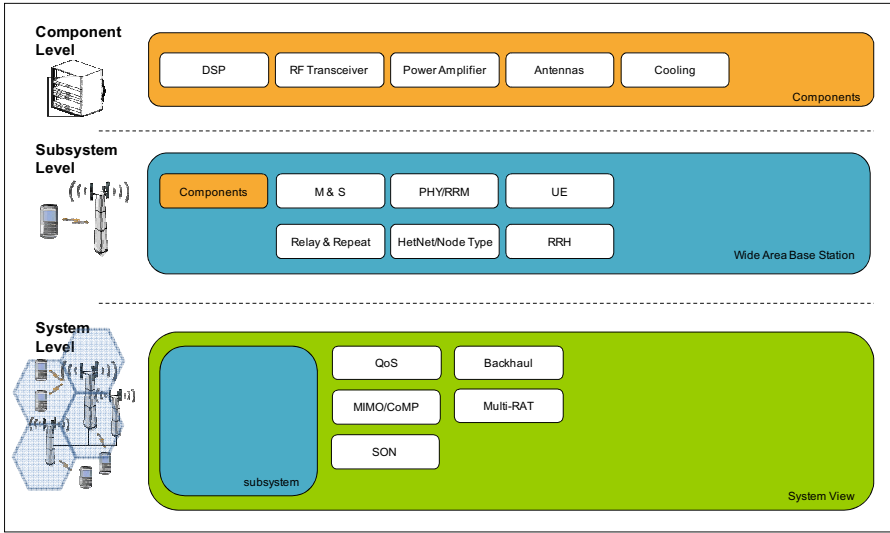 Component
Level
DSP
RF Transceiver
Power Amplifier
Antennas
Cooling
Components
Subsystem
Level
Components
M & S
PHY/RRM
UE
Relay & Repeat
HetNet/Node Type
RRH
Wide Area Base Station
System
Level
QoS
Backhaul
MIMO/CoMP
Multi-RAT
SON
subsystem
System View